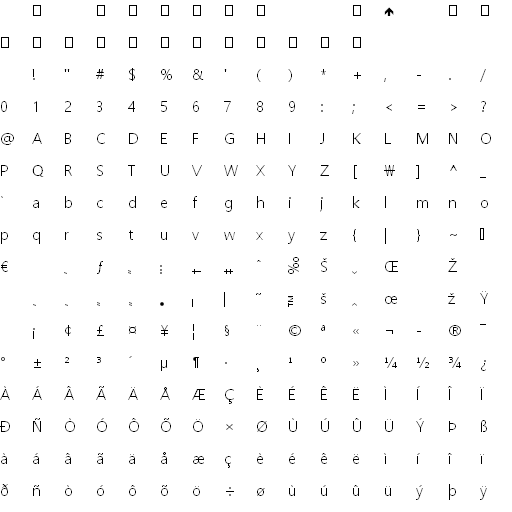 ! " # $ % & ' ( ) * + , - . /
0 1 2 3 4 5 6 7 8 9 : ; < = > ?
@ A B C D E F G H I J K L M N O
P Q R S T U V W X Y Z [ ₩ ] ^ _
` a b c d e f g h i j k l m n o
p q r s t u v w x y z { | } ~
€ ƒ ˆ Š Œ Ž
• ˜ š œ ž Ÿ
¡ ¢ £ ¤ ¥ ¦ § ¨ © ª « ¬ - ® ¯
° ± ² ³ ´ µ ¶ · ¸ ¹ º » ¼ ½ ¾ ¿
À Á Â Ã Ä Å Æ Ç È É Ê Ë Ì Í Î Ï
Ð Ñ Ò Ó Ô Õ Ö × Ø Ù Ú Û Ü Ý Þ ß
à á â ã ä å æ ç è é ê ë ì í î ï
ð ñ ò ó ô õ ö ÷ ø ù ú û ü ý þ ÿ